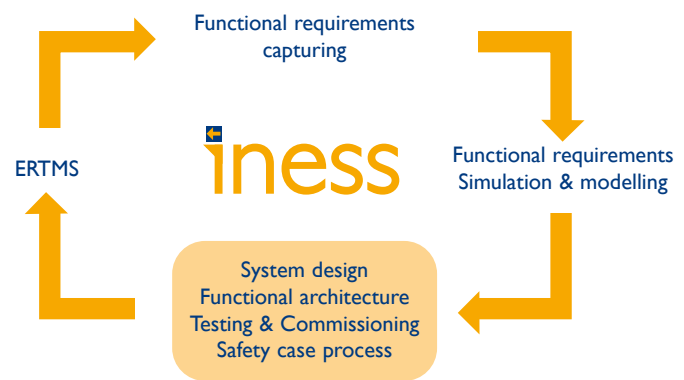 Functional requirements
capturing
ERTMS
iness
Functional requirements
Simulation & modelling
System design
Functional architecture
Testing & Commissioning
Safety case process